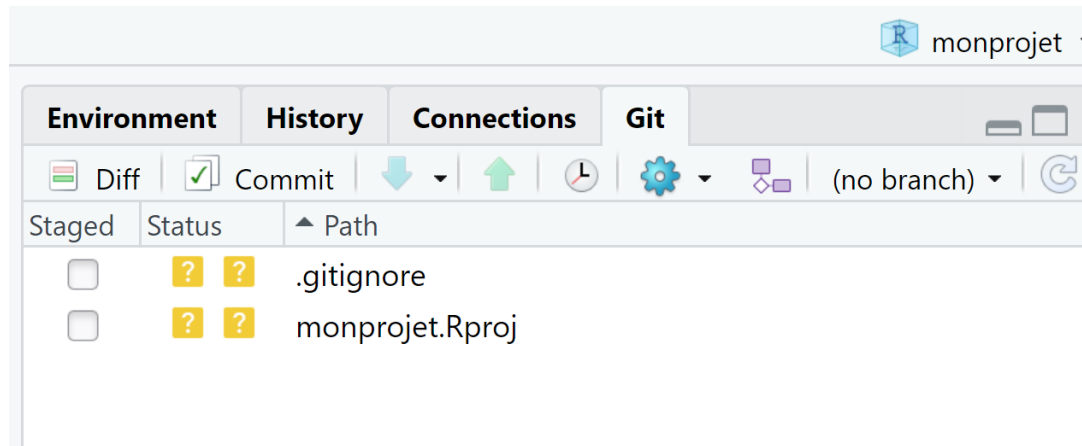 monprojet
Environment History Connections Git
Diff Commit (no branch)
Staged Status Path
? ? .gitignore
? ? monprojet.Rproj